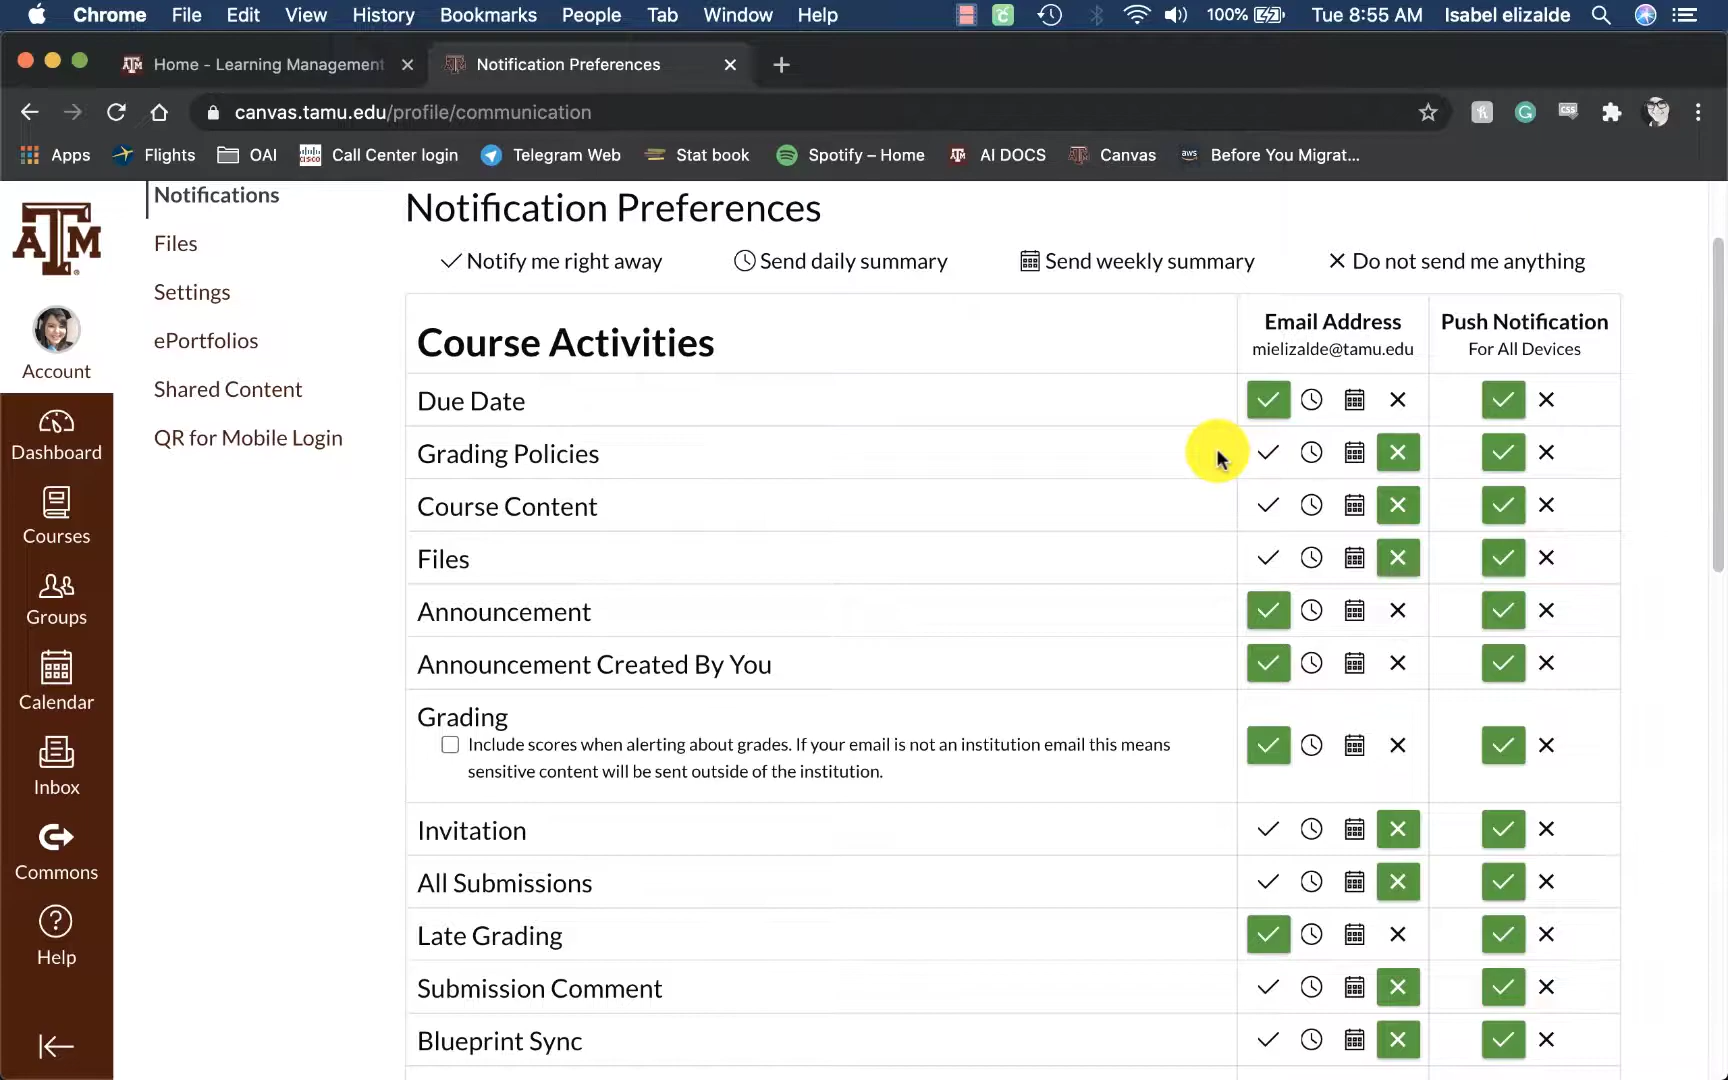 Chrome File Edit View History Bookmarks People Tab Window Help 100% Tue 8:55 AM Isabel elizalde
Home - Learning Management Notification Preferences
canvas.tamu.edu/profile/communication
Apps Flights OAI Call Center login Telegram Web Stat book Spotify – Home AI DOCS Canvas Before You Migrat...
Account
Dashboard
Courses
Groups
Calendar
Inbox
Commons
Help
Notifications
Files
Settings
ePortfolios
Shared Content
QR for Mobile Login
Notification Preferences
Notify me right away Send daily summary Send weekly summary Do not send me anything
Course Activities
Email Address
mielizalde@tamu.edu
Push Notification
For All Devices
Due Date
Grading Policies
Course Content
Files
Announcement
Announcement Created By You
Grading
Include scores when alerting about grades. If your email is not an institution email this means
sensitive content will be sent outside of the institution.
Invitation
All Submissions
Late Grading
Submission Comment
Blueprint Sync